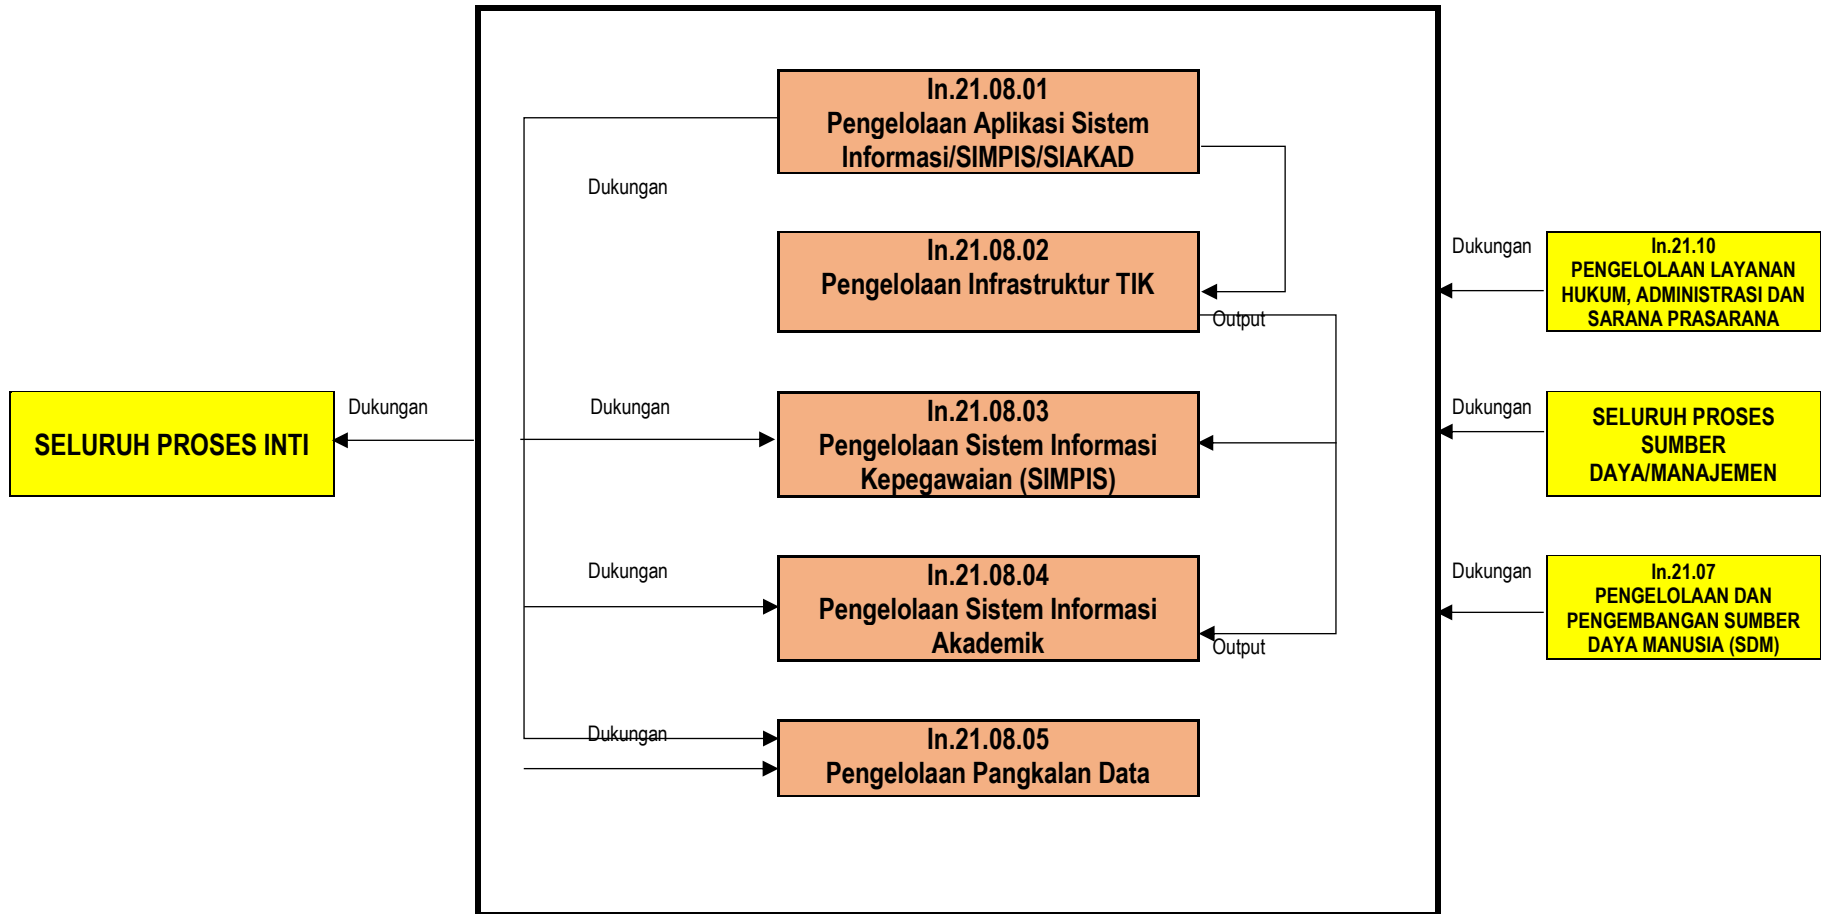 In.21.08.01
Pengelolaan Aplikasi Sistem
Informasi/SIMPIS/SIAKAD
Dukungan
In.21.08.02
Pengelolaan Infrastruktur TIK
Output
Dukungan
In.21.10
PENGELOLAAN LAYANAN
HUKUM, ADMINISTRASI DAN
SARANA PRASARANA
SELURUH PROSES INTI
Dukungan
Dukungan
In.21.08.03
Pengelolaan Sistem Informasi
Kepegawaian (SIMPIS)
Dukungan
SELURUH PROSES
SUMBER
DAYA/MANAJEMEN
Dukungan
In.21.08.04
Pengelolaan Sistem Informasi
Akademik
Output
Dukungan
In.21.07
PENGELOLAAN DAN
PENGEMBANGAN SUMBER
DAYA MANUSIA (SDM)
Dukungan
In.21.08.05
Pengelolaan Pangkalan Data